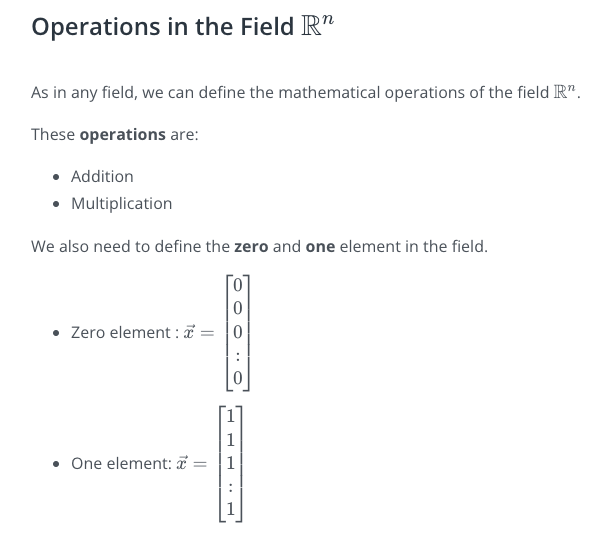 Operations in the Field ℝⁿ
As in any field, we can define the mathematical operations of the field ℝⁿ.
These operations are:
• Addition
• Multiplication
We also need to define the zero and one element in the field.
• Zero element : x⃗ = [0 0 0 : 0]
• One element: x⃗ = [1 1 1 : 1]